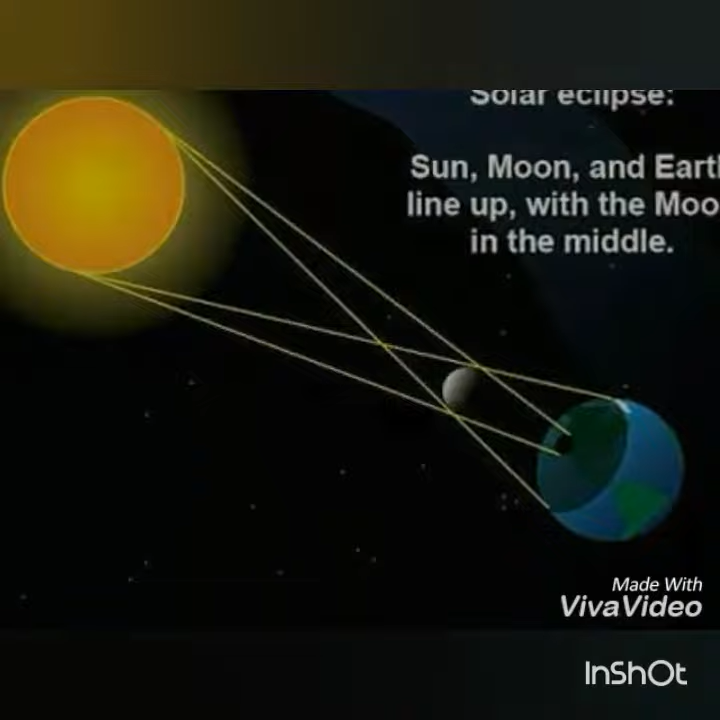 Solar eclipse:
Sun, Moon, and Eart
line up, with the Moo
in the middle.
Made With
VivaVideo
InShOt